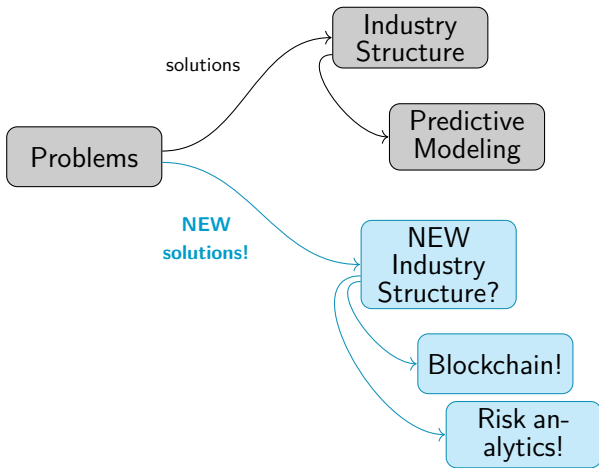 Industry
Structure
solutions
Predictive
Modeling
Problems
NEW
solutions!
NEW
Industry
Structure?
Blockchain!
Risk an-
alytics!